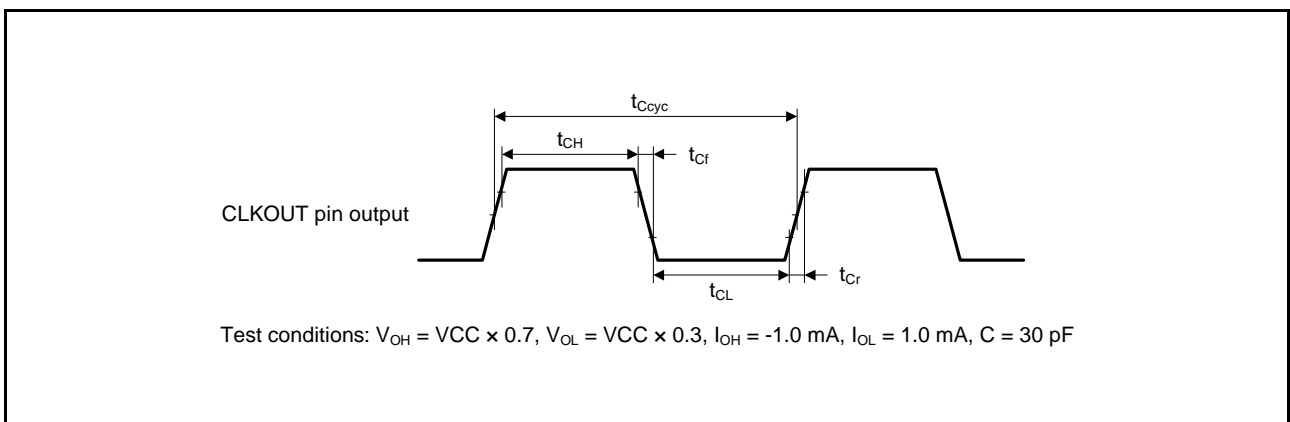 tCcyc
tCH
tCf
CLKOUT pin output
tCr
tCL
Test conditions: VOH = VCC × 0.7, VOL = VCC × 0.3, IOH = -1.0 mA, IOL = 1.0 mA, C = 30 pF